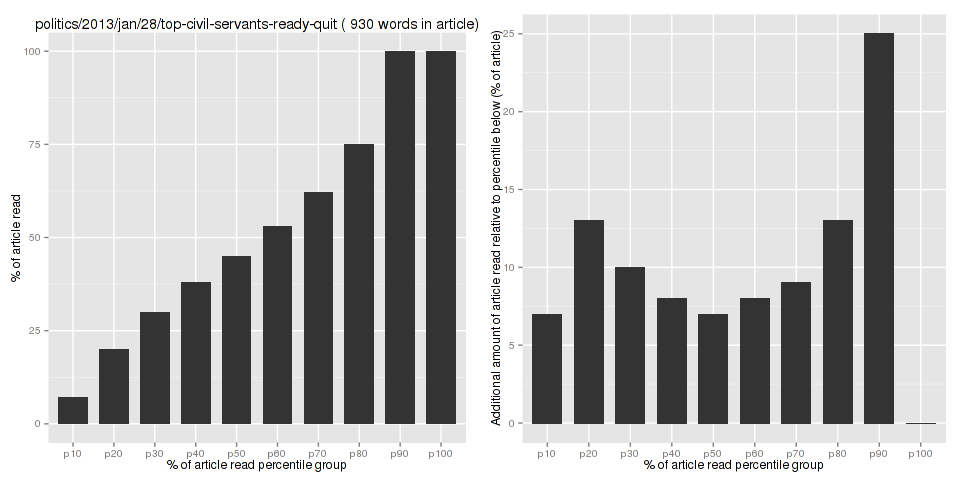 politics/2013/jan/28/top-civil-servants-ready-quit ( 930 words in article)
% of article read
100
75
50
25
0
p10 p20 p30 p40 p50 p60 p70 p80 p90 p100
% of article read percentile group
Additional amount of article read relative to percentile below (% of article)
25
20
15
10
5
0
p10 p20 p30 p40 p50 p60 p70 p80 p90 p100
% of article read percentile group